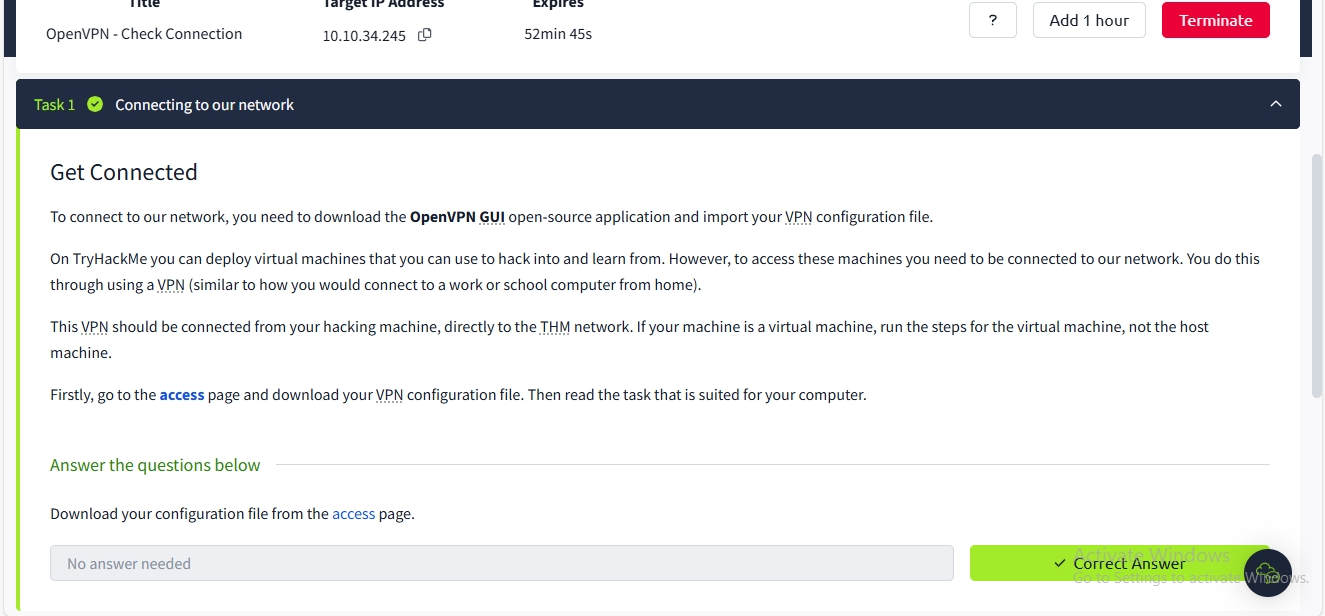 Title Target IP Address Expires
OpenVPN - Check Connection 10.10.34.245 52min 45s ? Add 1 hour Terminate
Task 1 Connecting to our network
Get Connected
To connect to our network, you need to download the OpenVPN GUI open-source application and import your VPN configuration file.
On TryHackMe you can deploy virtual machines that you can use to hack into and learn from. However, to access these machines you need to be connected to our network. You do this
through using a VPN (similar to how you would connect to a work or school computer from home).
This VPN should be connected from your hacking machine, directly to the THM network. If your machine is a virtual machine, run the steps for the virtual machine, not the host
machine.
Firstly, go to the access page and download your VPN configuration file. Then read the task that is suited for your computer.
Answer the questions below
Download your configuration file from the access page.
No answer needed
Correct Answer
Activate Windows
Go to Settings to activate Windows.